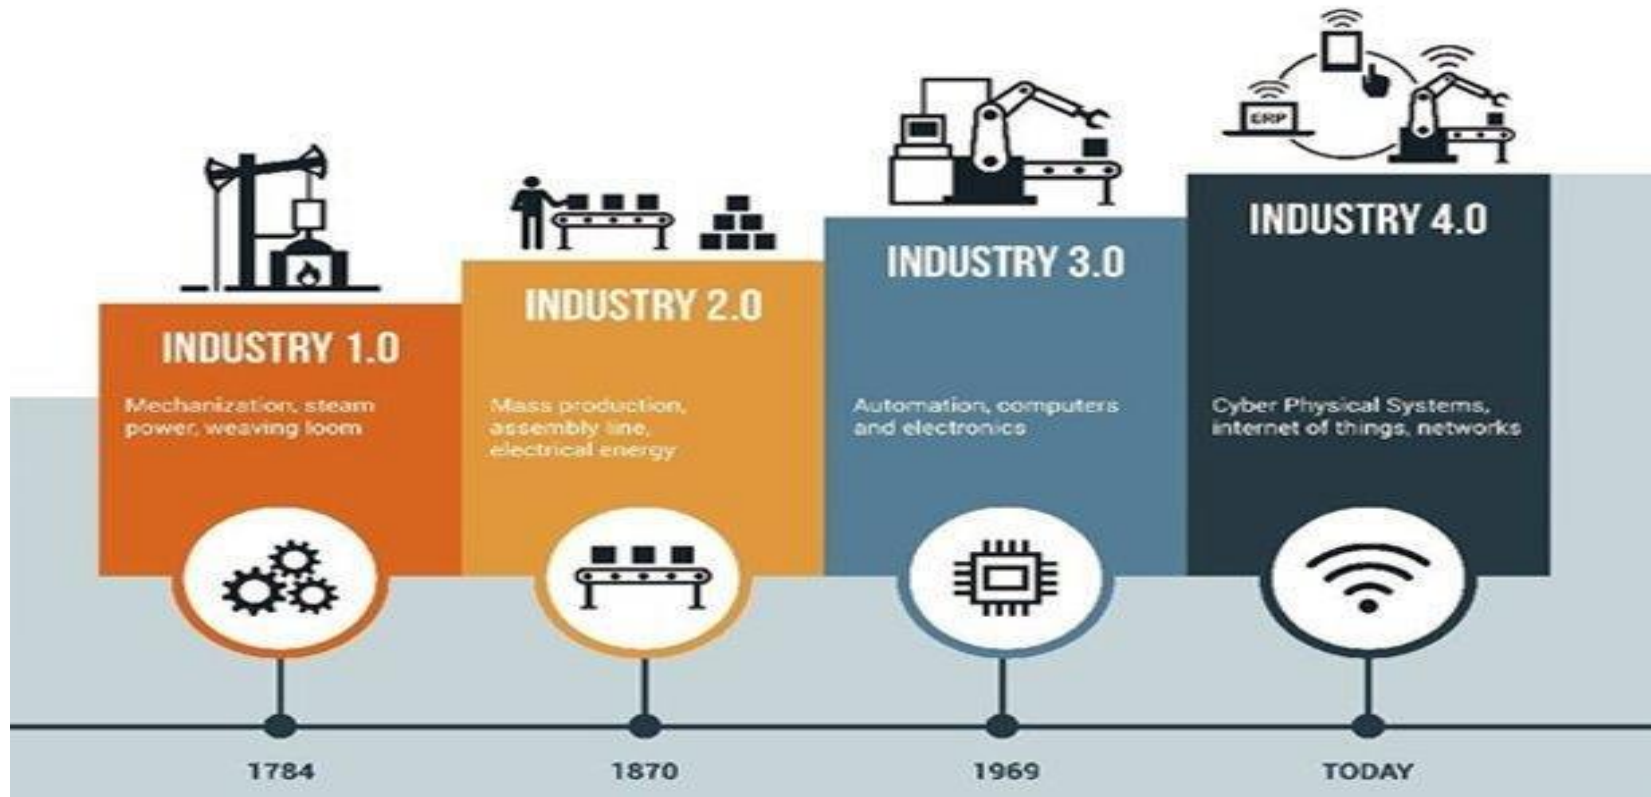 ERP
INDUSTRY 1.0
Mechanization, steam
power, weaving loom
INDUSTRY 2.0
Mass production,
assembly line,
electrical energy
INDUSTRY 3.0
Automation, computers
and electronics
INDUSTRY 4.0
Cyber Physical Systems,
internet of things, networks
1784
1870
1969
TODAY